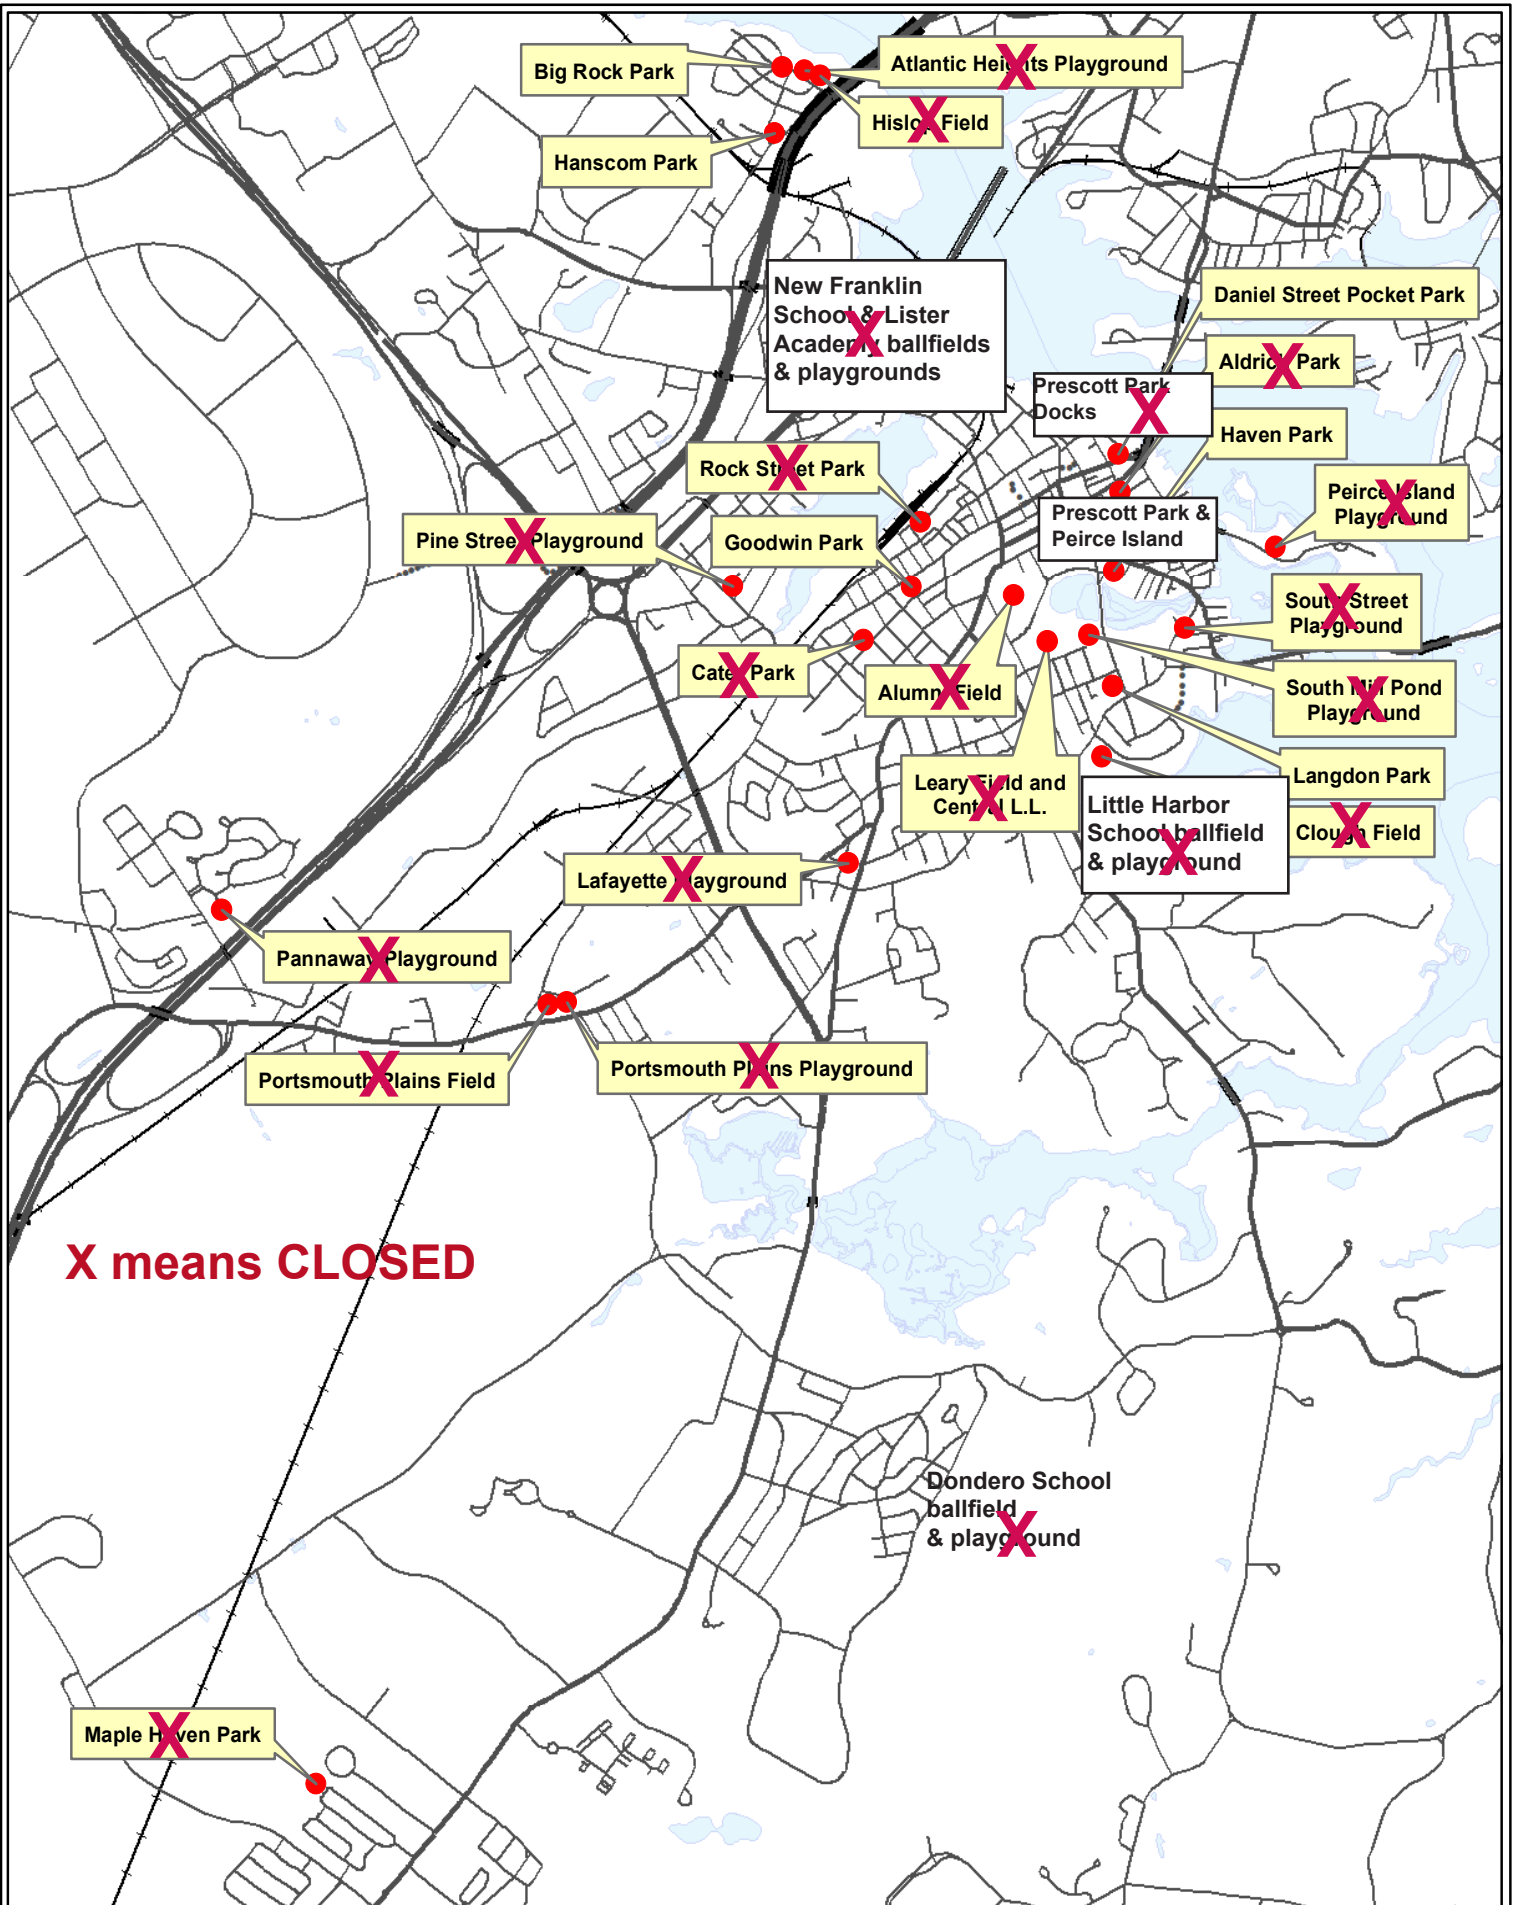 Big Rock Park
Atlantic Heights Playground
X
Hislop Field
X
Hanscom Park
New Franklin
School & Lister
Academy ballfields
& playgrounds
X
Daniel Street Pocket Park
Aldrich Park
X
Prescott Park
Docks
X
Haven Park
Rock Street Park
X
Peirce Island
Playground
X
Prescott Park &
Peirce Island
Pine Street Playground
X
Goodwin Park
South Street
Playground
X
Cater Park
X
Alumni Field
X
South Mill Pond
Playground
X
Langdon Park
Leary Field and
Central L.L.
X
Little Harbor
School ballfield
& playground
X
Clough Field
X
Lafayette Playground
X
Pannaway Playground
X
Portsmouth Plains Field
X
Portsmouth Plains Playground
X
X means CLOSED
Dondero School
ballfield
& playground
X
Maple Haven Park
X